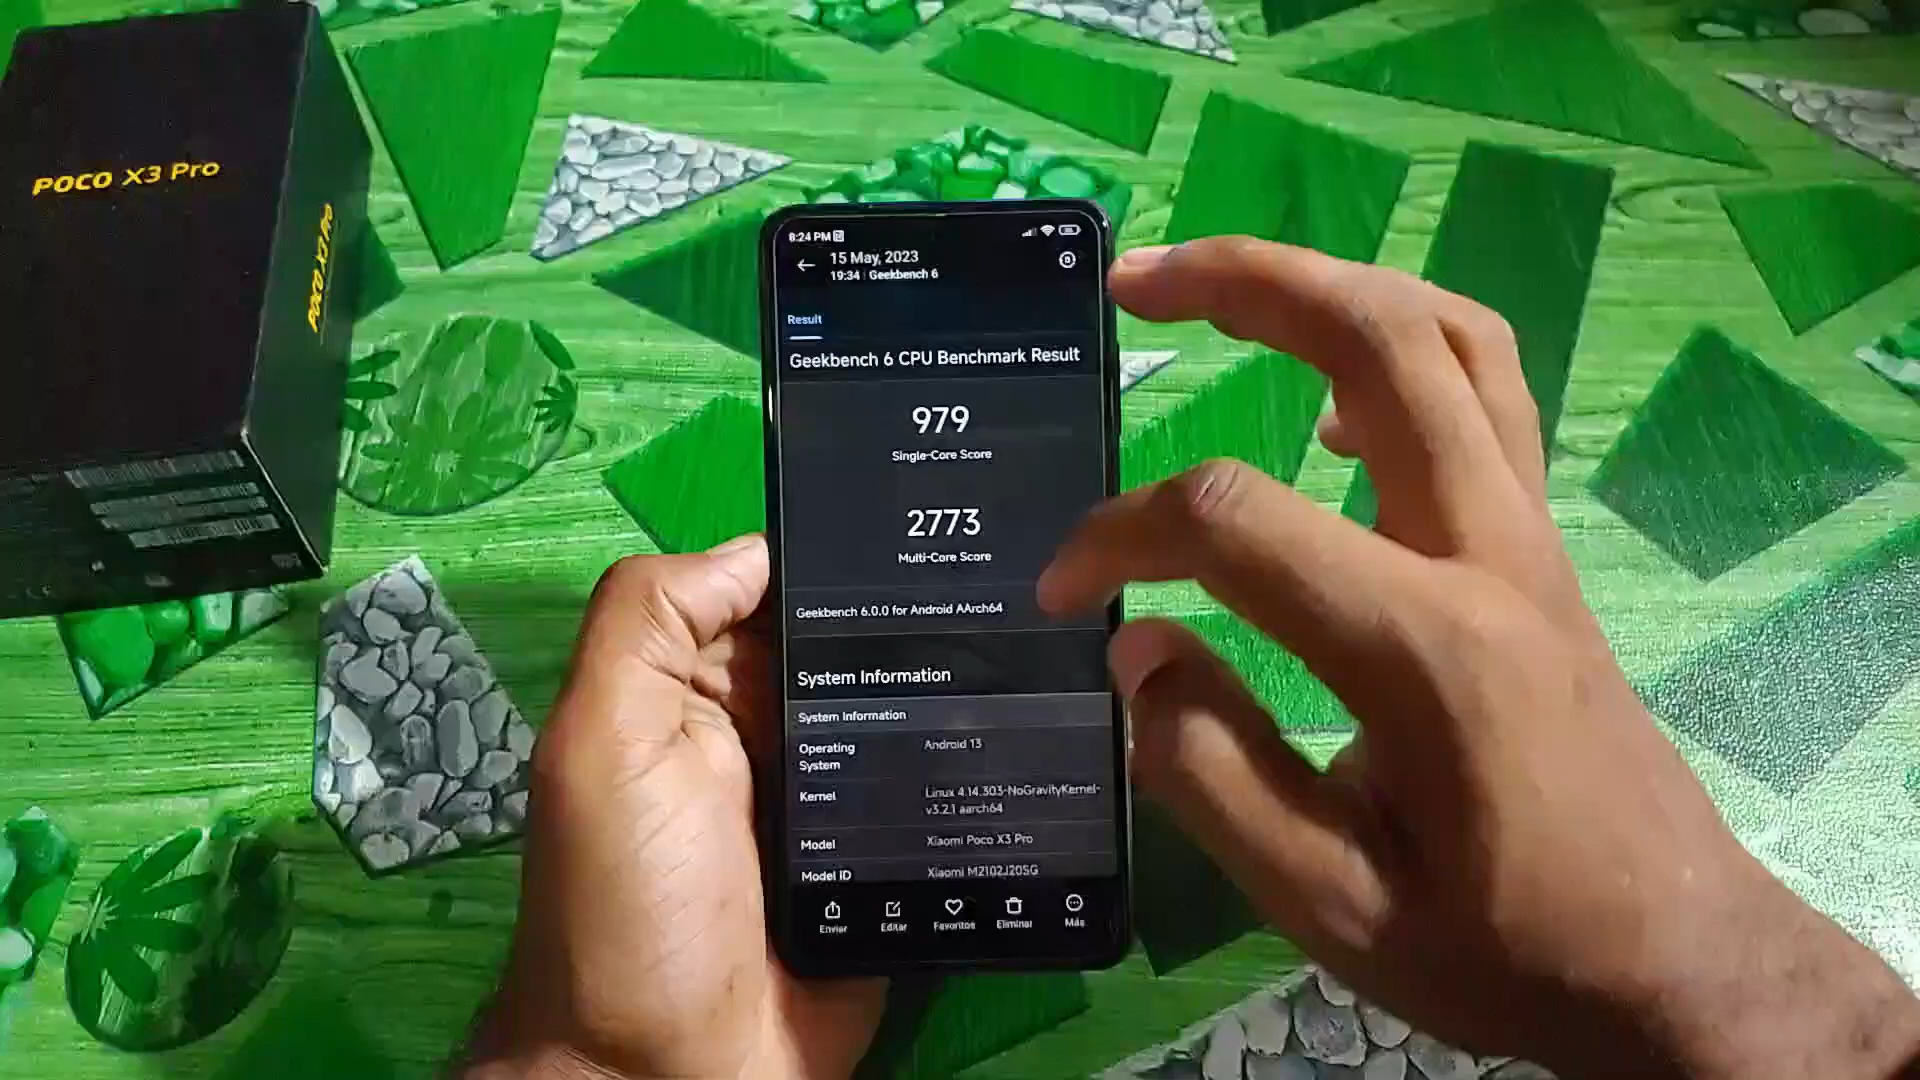 POCO X3 Pro
POCO X3 Pro
8:24 PM
15 May, 2023
19:34 Geekbench 6
Result
Geekbench 6 CPU Benchmark Result
979
Single-Core Score
2773
Multi-Core Score
Geekbench 6.0.0 for Android AArch64
System Information
System Information
Operating System
Android 13
Kernel
Linux 4.14.303-NoGravityKernel-v3.2.1 aarch64
Model
Xiaomi Poco X3 Pro
Model ID
Xiaomi M2102J20SG
Enviar
Editar
Favoritos
Eliminar
Más